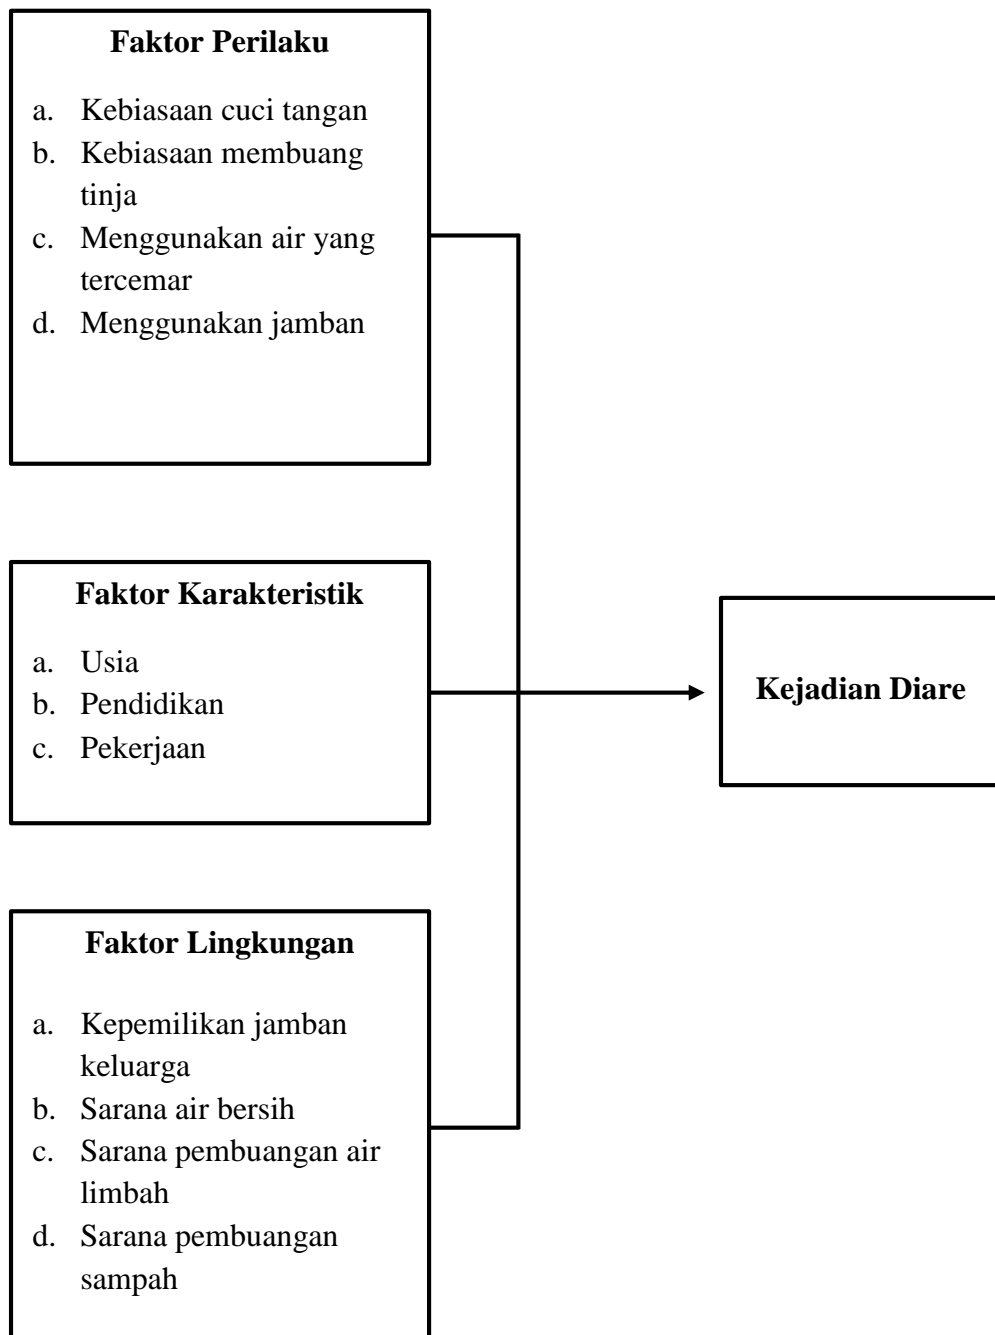 Faktor Perilaku
a. Kebiasaan cuci tangan
b. Kebiasaan membuang
tinja
c. Menggunakan air yang
tercemar
d. Menggunakan jamban
Faktor Karakteristik
a. Usia
b. Pendidikan
c. Pekerjaan
Kejadian Diare
Faktor Lingkungan
a. Kepemilikan jamban
keluarga
b. Sarana air bersih
c. Sarana pembuangan air
limbah
d. Sarana pembuangan
sampah